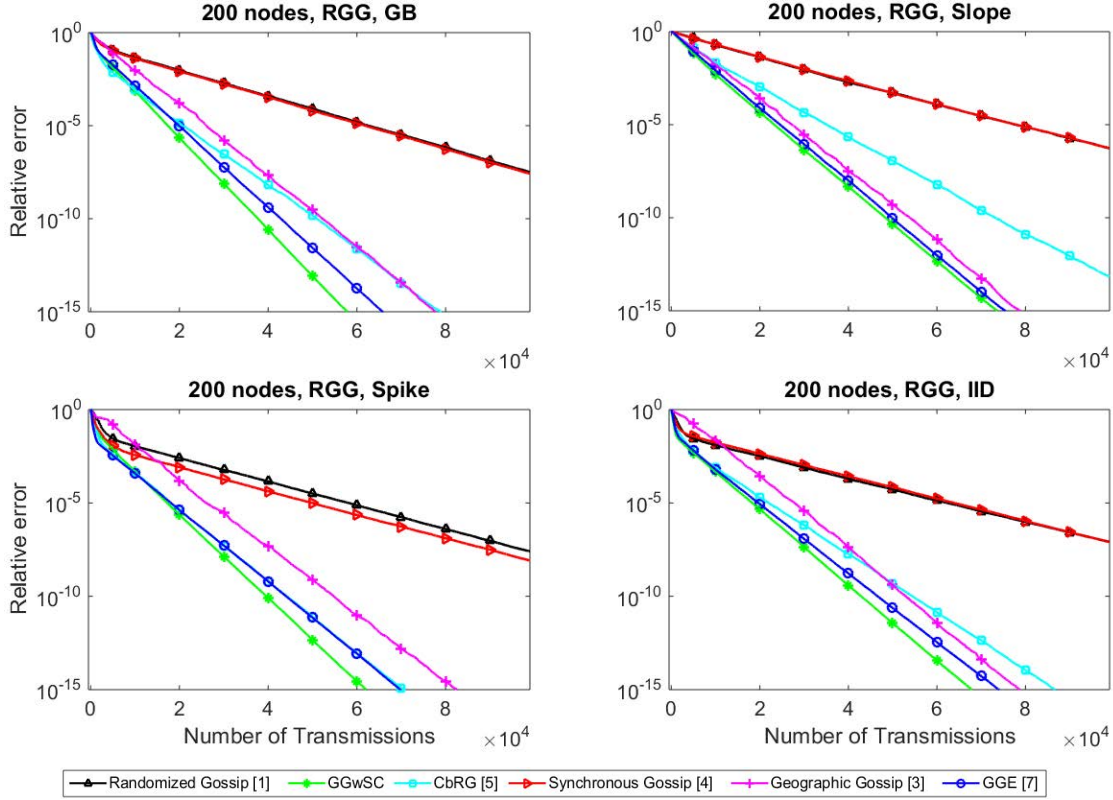 200 nodes, RGG, GB
200 nodes, RGG, Slope
Relative error
10^0
10^-5
10^-10
10^-15
0 2 4 6 8
×10^4
10^0
10^-5
10^-10
10^-15
0 2 4 6 8
×10^4
200 nodes, RGG, Spike
200 nodes, RGG, IID
Relative error
10^0
10^-5
10^-10
10^-15
0 2 4 6 8
×10^4
Number of Transmissions
10^0
10^-5
10^-10
10^-15
0 2 4 6 8
×10^4
Number of Transmissions
Randomized Gossip [1] GGwSC CbRG [5] Synchronous Gossip [4] Geographic Gossip [3] GGE [7]